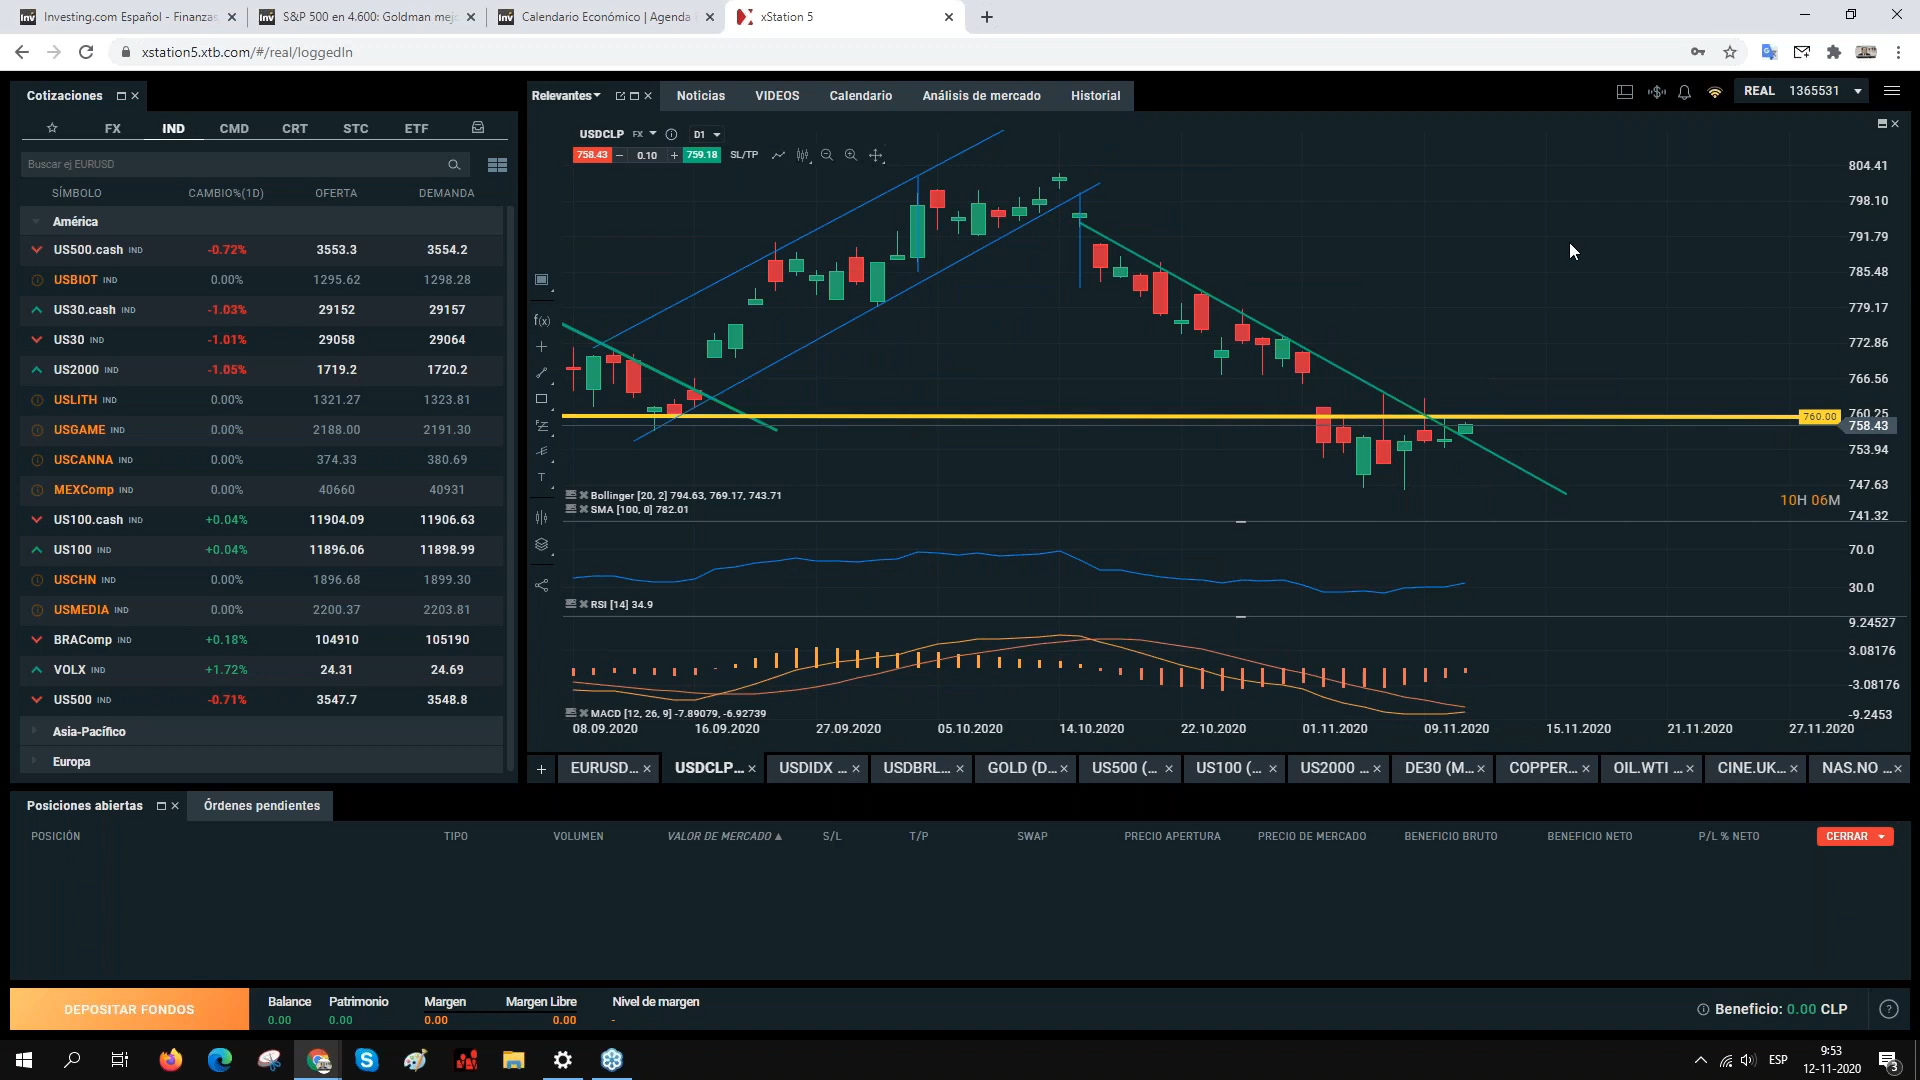 Investing.com Español - Finanzas
S&P 500 en 4.600: Goldman mejo
Calendario Económico | Agenda
xStation 5
xstation5.xtb.com/#/real/loggedIn
Cotizaciones
Relevantes
Noticias
VIDEOS
Calendario
Análisis de mercado
Historial
REAL 1365531
FX IND CMD CRT STC ETF
Buscar ej EURUSD
SÍMBOLO CAMBIO%(1D) OFERTA DEMANDA
América
US500.cash IND -0.72% 3553.3 3554.2
USBIOT IND 0.00% 1295.62 1298.28
US30.cash IND -1.03% 29152 29157
US30 IND -1.01% 29058 29064
US2000 IND -1.05% 1719.2 1720.2
USLITH IND 0.00% 1321.27 1323.81
USGAME IND 0.00% 2188.00 2191.30
USCANNA IND 0.00% 374.33 380.69
MEXComp IND 0.00% 40660 40931
US100.cash IND +0.04% 11904.09 11906.63
US100 IND +0.04% 11896.06 11898.99
USCHN IND 0.00% 1896.68 1899.30
USMEDIA IND 0.00% 2200.37 2203.81
BRAComp IND +0.18% 104910 105190
VOLX IND +1.72% 24.31 24.69
US500 IND -0.71% 3547.7 3548.8
Asia-Pacífico
Europa
USDCLP FX D1
758.43 − 0.10 + 759.18 SL/TP
f(x)
T
804.41
798.10
791.79
785.48
779.17
772.86
766.56
760.25
760.00
758.43
753.94
747.63
741.32
10H 06M
Bollinger [20, 2] 794.63, 769.17, 743.71
SMA [100, 0] 782.01
70.0
30.0
RSI [14] 34.9
9.24527
3.08176
-3.08176
-9.2453
MACD [12, 26, 9] -7.89079, -6.92739
08.09.2020 16.09.2020 27.09.2020 05.10.2020 14.10.2020 22.10.2020 01.11.2020 09.11.2020 15.11.2020 21.11.2020 27.11.2020
+ EURUSD... USDCLP... USDIDX ... USDBRL... GOLD (D... US500 (... US100 (... US2000 ... DE30 (M... COPPER... OIL.WTI ... CINE.UK... NAS.NO ...
Posiciones abiertas
Órdenes pendientes
POSICIÓN TIPO VOLUMEN VALOR DE MERCADO S/L T/P SWAP PRECIO APERTURA PRECIO DE MERCADO BENEFICIO BRUTO BENEFICIO NETO P/L % NETO CERRAR
DEPOSITAR FONDOS
Balance Patrimonio Margen Margen Libre Nivel de margen
0.00 0.00 0.00 0.00 -
Beneficio: 0.00 CLP
?
ESP
9:53
12-11-2020
3